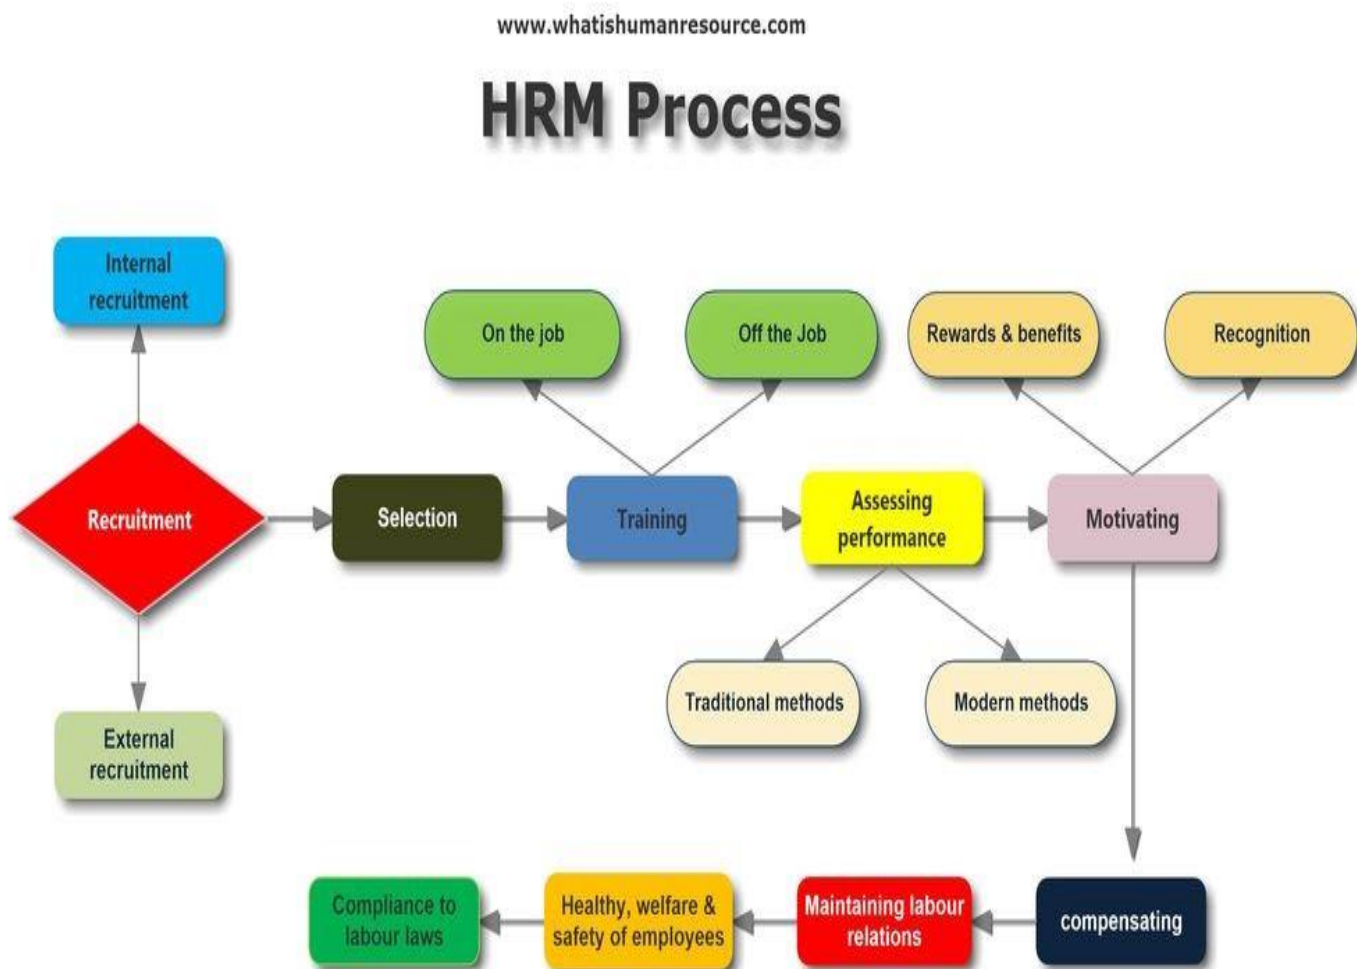 www.whatishumanresource.com
HRM Process
Internal
recruitment
On the job
Off the Job
Rewards & benefits
Recognition
Recruitment
Selection
Training
Assessing
performance
Motivating
Traditional methods
Modern methods
External
recruitment
Compliance to
labour laws
Healthy, welfare &
safety of employees
Maintaining labour
relations
compensating